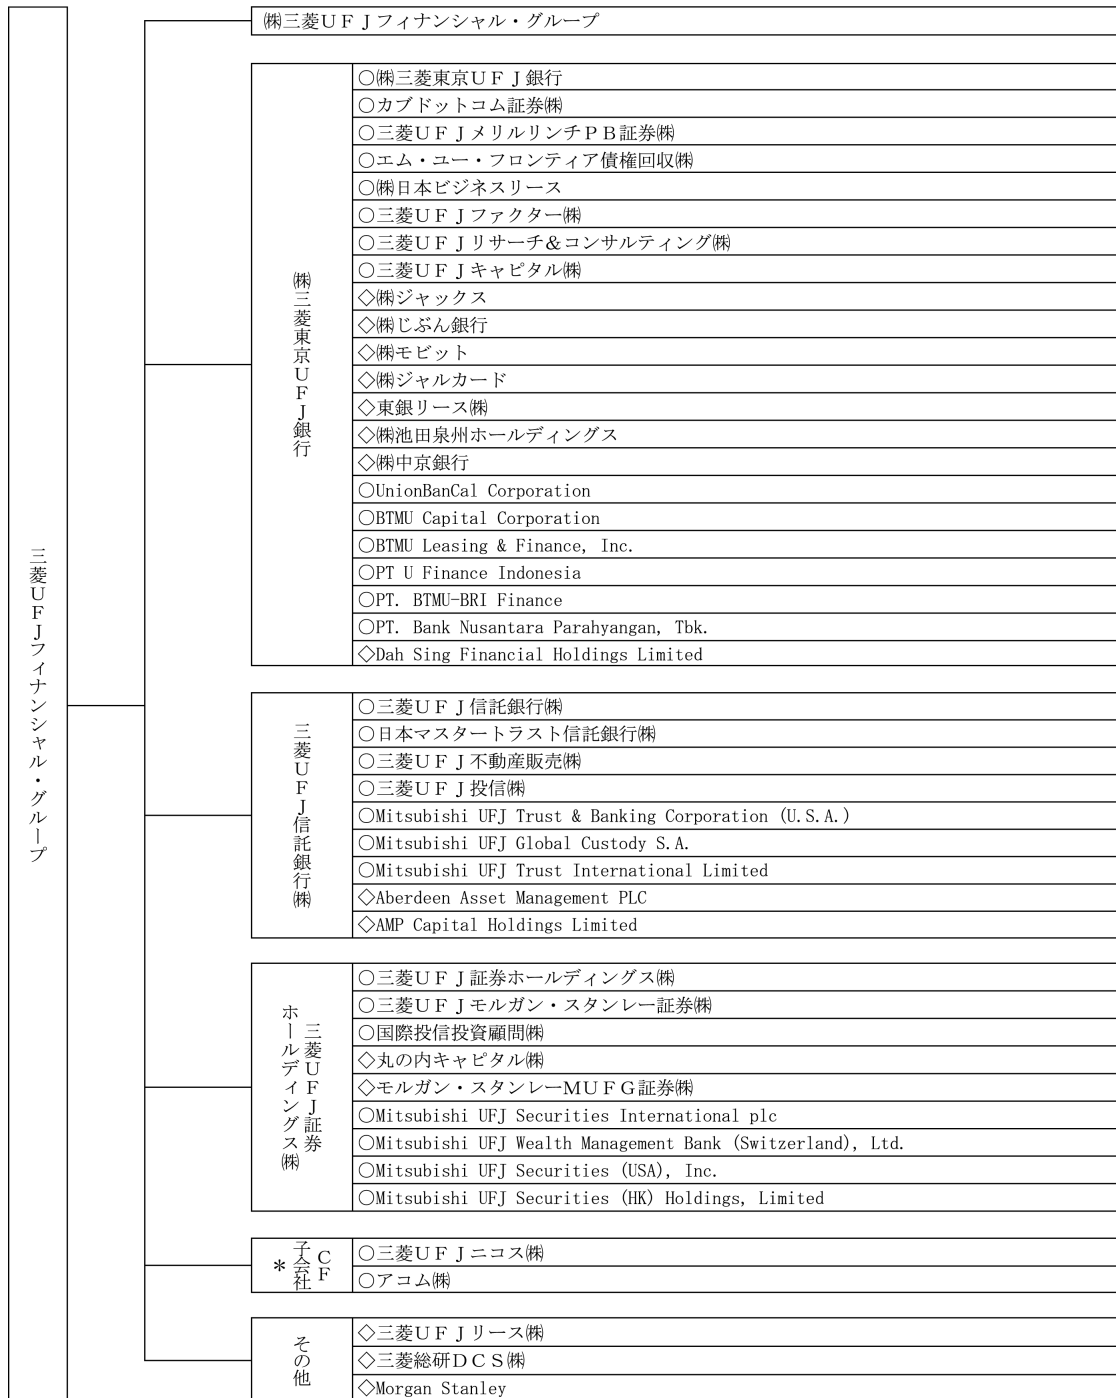 三菱UFJフィナンシャル・グループ
㈱三菱ＵＦＪフィナンシャル・グループ
㈱三菱東京UFJ銀行
○㈱三菱東京ＵＦＪ銀行
○カブドットコム証券㈱
○三菱ＵＦＪメリルリンチＰＢ証券㈱
○エム・ユー・フロンティア債権回収㈱
○㈱日本ビジネスリース
○三菱ＵＦＪファクター㈱
○三菱ＵＦＪリサーチ&コンサルティング㈱
○三菱ＵＦＪキャピタル㈱
◇㈱ジャックス
◇㈱じぶん銀行
◇㈱モビット
◇㈱ジャルカード
◇東銀リース㈱
◇㈱池田泉州ホールディングス
◇㈱中京銀行
○UnionBanCal Corporation
○BTMU Capital Corporation
○BTMU Leasing & Finance, Inc.
○PT U Finance Indonesia
○PT. BTMU-BRI Finance
○PT. Bank Nusantara Parahyangan, Tbk.
◇Dah Sing Financial Holdings Limited
三菱UFJ信託銀行㈱
○三菱ＵＦＪ信託銀行㈱
○日本マスタートラスト信託銀行㈱
○三菱ＵＦＪ不動産販売㈱
○三菱ＵＦＪ投信㈱
○Mitsubishi UFJ Trust & Banking Corporation (U.S.A.)
○Mitsubishi UFJ Global Custody S.A.
○Mitsubishi UFJ Trust International Limited
◇Aberdeen Asset Management PLC
◇AMP Capital Holdings Limited
三菱UFJ証券
ホールディングス㈱
○三菱ＵＦＪ証券ホールディングス㈱
○三菱ＵＦＪモルガン・スタンレー証券㈱
○国際投信投資顧問㈱
◇丸の内キャピタル㈱
◇モルガン・スタンレーＭＵＦＧ証券㈱
○Mitsubishi UFJ Securities International plc
○Mitsubishi UFJ Wealth Management Bank (Switzerland), Ltd.
○Mitsubishi UFJ Securities (USA), Inc.
○Mitsubishi UFJ Securities (HK) Holdings, Limited
CF
子会社
*
○三菱ＵＦＪニコス㈱
○アコム㈱
その他
◇三菱ＵＦＪリース㈱
◇三菱総研ＤＣＳ㈱
◇Morgan Stanley